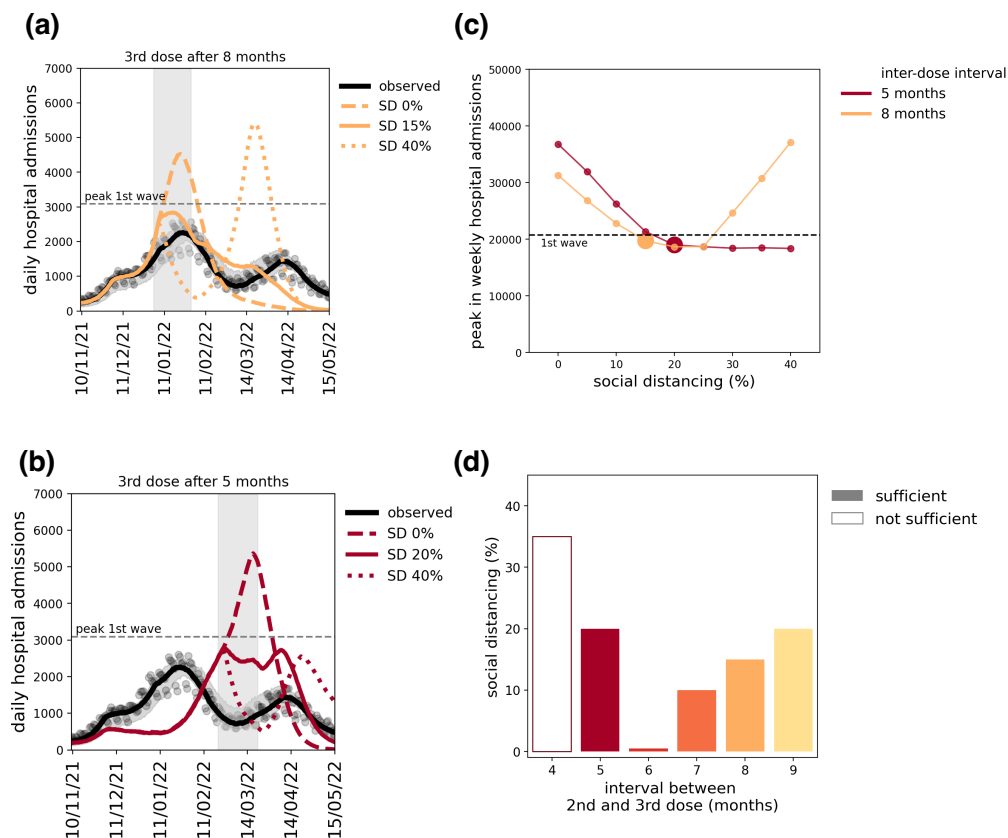 (a)
3rd dose after 8 months
7000
6000
5000
4000
3000
2000
1000
0
daily hospital admissions
peak 1st wave
10/11/21
11/12/21
11/01/22
11/02/22
14/03/22
14/04/22
15/05/22
observed
SD 0%
SD 15%
SD 40%
(c)
50000
40000
30000
20000
10000
0
peak in weekly hospital admissions
1st wave
0
10
20
30
40
social distancing (%)
inter-dose interval
5 months
8 months
(b)
3rd dose after 5 months
7000
6000
5000
4000
3000
2000
1000
0
daily hospital admissions
peak 1st wave
10/11/21
11/12/21
11/01/22
11/02/22
14/03/22
14/04/22
15/05/22
observed
SD 0%
SD 20%
SD 40%
(d)
40
30
20
10
0
social distancing (%)
4
5
6
7
8
9
interval between
2nd and 3rd dose (months)
sufficient
not sufficient